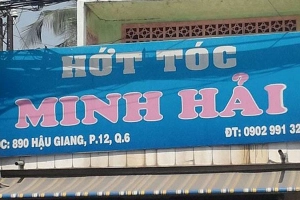 HỚT TÓC
MINH HẢI
C: 890 HẬU GIANG, P.12, Q.6 ĐT: 0902 991 32